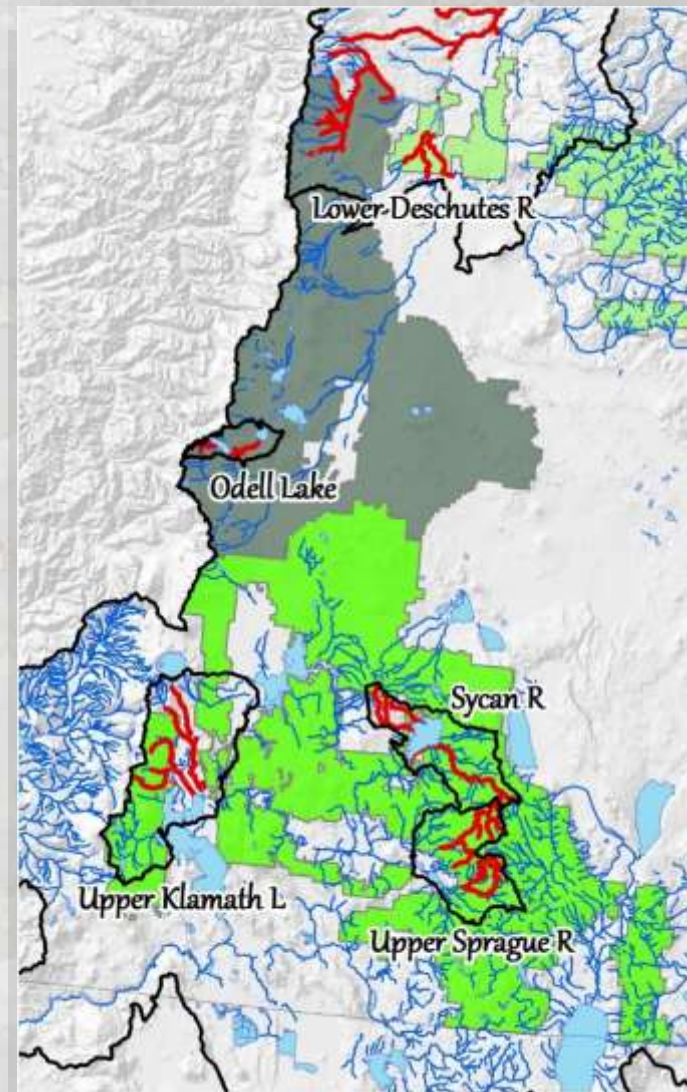 Lower-Deschutes R
Odell Lake
Sycan R
Upper Klamath L
Upper Sprague R